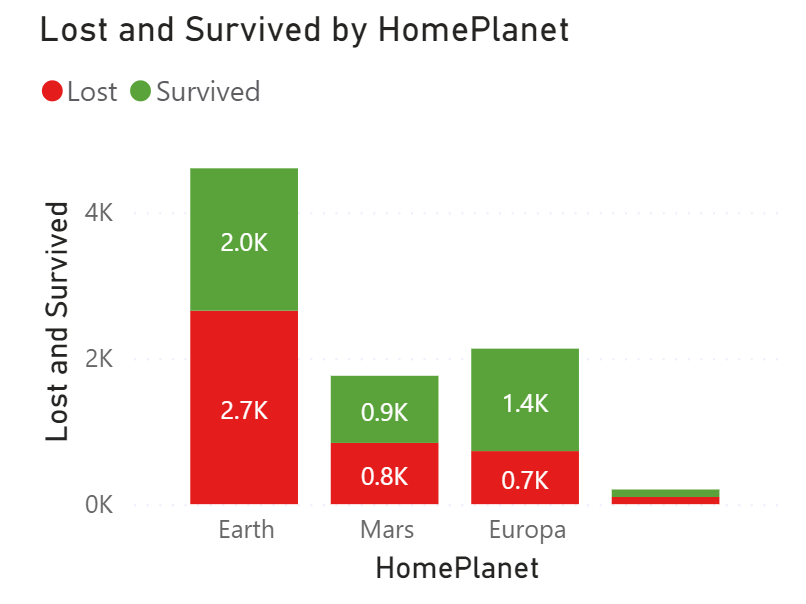 Lost and Survived by HomePlanet
Lost Survived
Lost and Survived
4K
2K
0K
2.0K
2.7K
0.9K
0.8K
1.4K
0.7K
Earth Mars Europa
HomePlanet